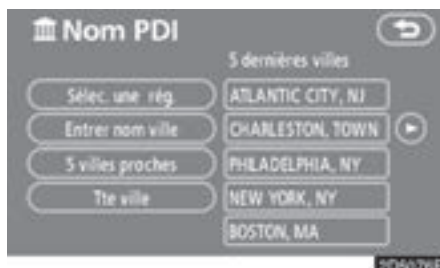 Nom PDI
5 dernières villes
Sélec. une rég
ATLANTIC CITY, NJ
Entrer nom ville
CHARLESTON, TOWN
5 villes proches
PHILADELPHIA, NY
Tte ville
NEW YORK, NY
BOSTON, MA